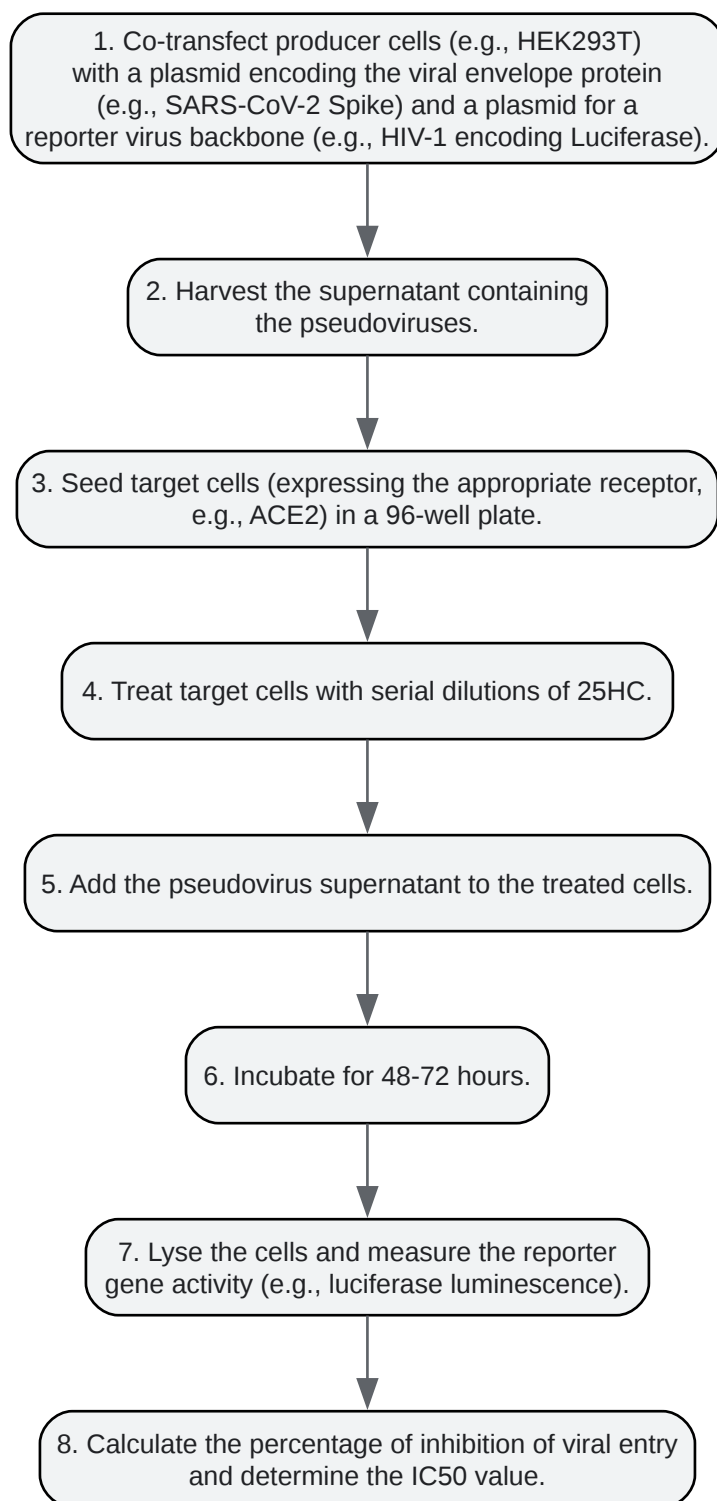 1. Co-transfect producer cells (e.g., HEK293T)
with a plasmid encoding the viral envelope protein
(e.g., SARS-CoV-2 Spike) and a plasmid for a
reporter virus backbone (e.g., HIV-1 encoding Luciferase).
2. Harvest the supernatant containing
the pseudoviruses.
3. Seed target cells (expressing the appropriate receptor,
e.g., ACE2) in a 96-well plate.
4. Treat target cells with serial dilutions of 25HC.
5. Add the pseudovirus supernatant to the treated cells.
6. Incubate for 48-72 hours.
7. Lyse the cells and measure the reporter
gene activity (e.g., luciferase luminescence).
8. Calculate the percentage of inhibition of viral entry
and determine the IC50 value.